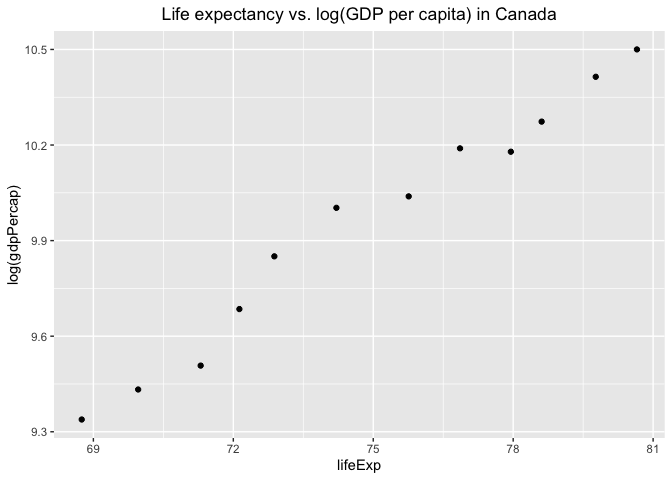 Life expectancy vs. log(GDP per capita) in Canada
10.5
10.2
9.9
9.6
9.3
log(gdpPercap)
69 72 75 78 81
lifeExp